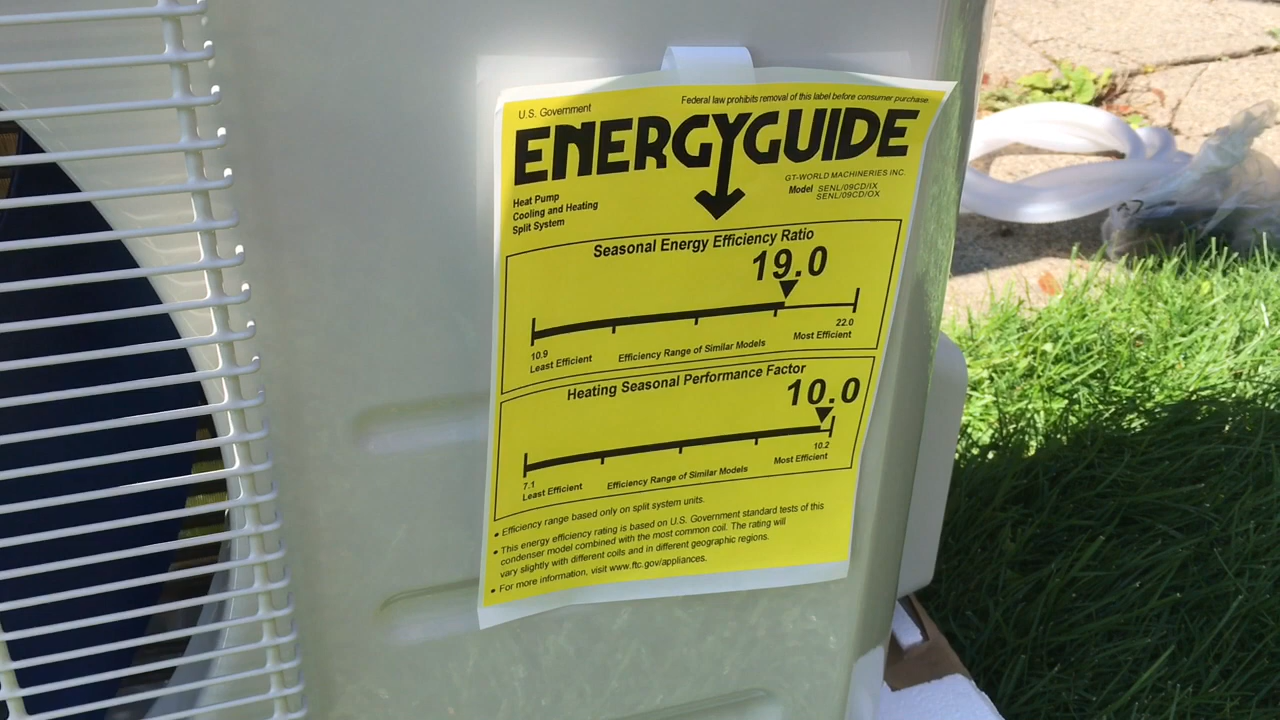 U.S. Government
Federal law prohibits removal of this label before consumer purchase.
ENERGYGUIDE
Heat Pump
Cooling and Heating
Split System
GT-WORLD MACHINERIES INC.
Model SENL/09CD/IX
SENL/09CD/OX
Seasonal Energy Efficiency Ratio
19.0
10.9
Least Efficient
Efficiency Range of Similar Models
22.0
Most Efficient
Heating Seasonal Performance Factor
10.0
7.1
Least Efficient
Efficiency Range of Similar Models
10.2
Most Efficient
• Efficiency range based only on split system units.
• This energy efficiency rating is based on U.S. Government standard tests of this
condenser model combined with the most common coil. The rating will
vary slightly with different coils and in different geographic regions.
• For more information, visit www.ftc.gov/appliances.